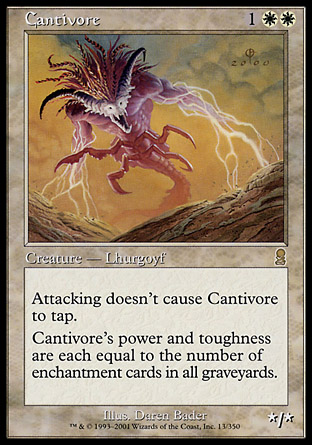 Cantivore 1
2000
Creature — Lhurgoyf
Attacking doesn't cause Cantivore
to tap.
Cantivore's power and toughness
are each equal to the number of
enchantment cards in all graveyards.
*/*
Illus. Daren Bader
™ & © 1993-2001 Wizards of the Coast, Inc. 13/350